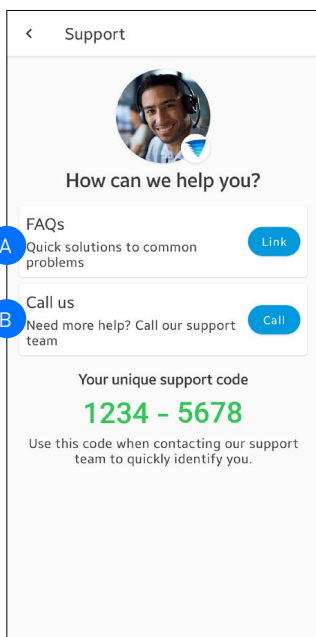 Support
How can we help you?
FAQs
A
Quick solutions to common
problems
Link
Call us
B
Need more help? Call our support
team
Call
Your unique support code
1234 - 5678
Use this code when contacting our support
team to quickly identify you.